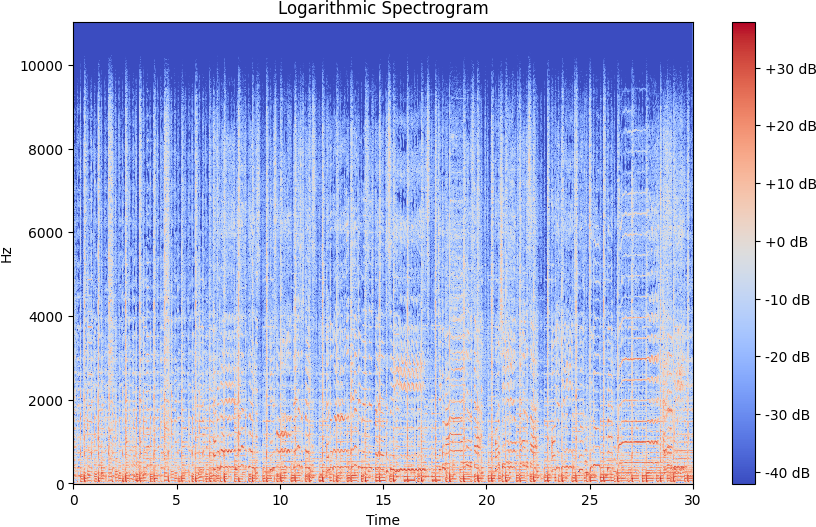 Logarithmic Spectrogram
Hz
10000
8000
6000
4000
2000
0
0 5 10 15 20 25 30
Time
+30 dB
+20 dB
+10 dB
+0 dB
-10 dB
-20 dB
-30 dB
-40 dB